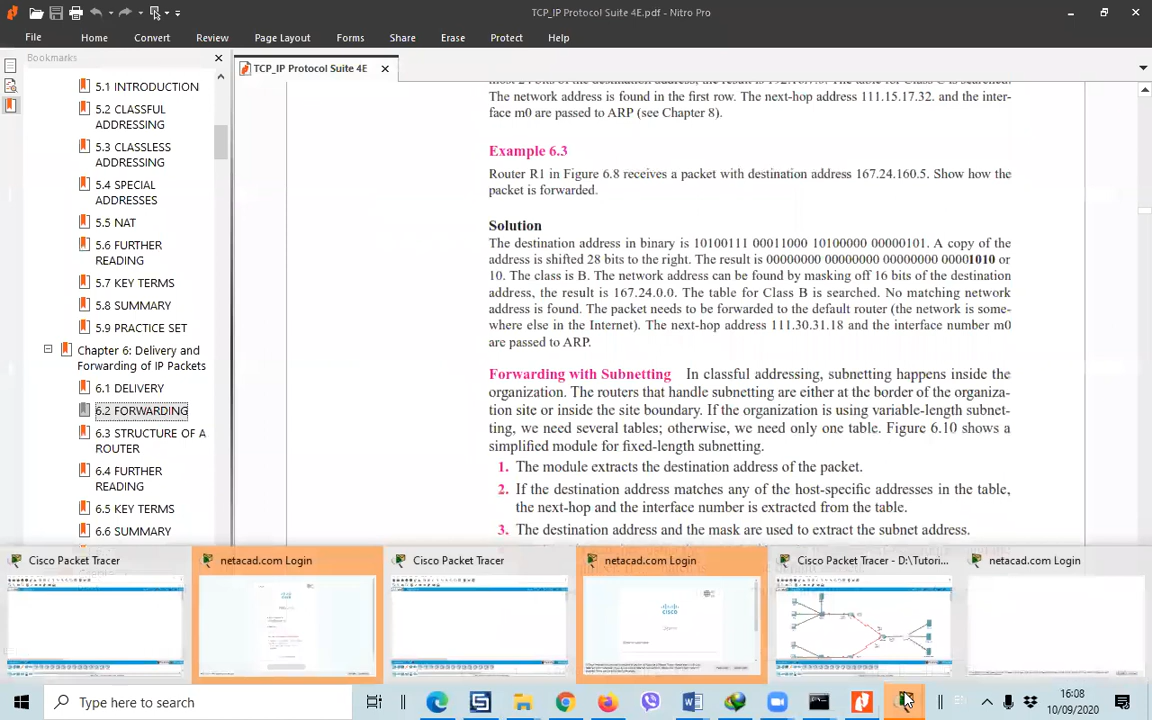 TCP_IP Protocol Suite 4E.pdf - Nitro Pro
File Home Convert Review Page Layout Forms Share Erase Protect Help
Bookmarks
TCP_IP Protocol Suite 4E
5.1 INTRODUCTION
5.2 CLASSFUL
ADDRESSING
5.3 CLASSLESS
ADDRESSING
5.4 SPECIAL
ADDRESSES
5.5 NAT
5.6 FURTHER
READING
5.7 KEY TERMS
5.8 SUMMARY
5.9 PRACTICE SET
Chapter 6: Delivery and
Forwarding of IP Packets
6.1 DELIVERY
6.2 FORWARDING
6.3 STRUCTURE OF A
ROUTER
6.4 FURTHER
READING
6.5 KEY TERMS
6.6 SUMMARY
The network address is found in the first row. The next-hop address 111.15.17.32. and the inter-
face m0 are passed to ARP (see Chapter 8).
Example 6.3
Router R1 in Figure 6.8 receives a packet with destination address 167.24.160.5. Show how the
packet is forwarded.
Solution
The destination address in binary is 10100111 00011000 10100000 00000101. A copy of the
address is shifted 28 bits to the right. The result is 00000000 00000000 00000000 00001010 or
10. The class is B. The network address can be found by masking off 16 bits of the destination
address, the result is 167.24.0.0. The table for Class B is searched. No matching network
address is found. The packet needs to be forwarded to the default router (the network is some-
where else in the Internet). The next-hop address 111.30.31.18 and the interface number m0
are passed to ARP.
Forwarding with Subnetting In classful addressing, subnetting happens inside the
organization. The routers that handle subnetting are either at the border of the organiza-
tion site or inside the site boundary. If the organization is using variable-length subnet-
ting, we need several tables; otherwise, we need only one table. Figure 6.10 shows a
simplified module for fixed-length subnetting.
1. The module extracts the destination address of the packet.
2. If the destination address matches any of the host-specific addresses in the table,
the next-hop and the interface number is extracted from the table.
3. The destination address and the mask are used to extract the subnet address.
Cisco Packet Tracer
netacad.com Login
Cisco Packet Tracer
netacad.com Login
Cisco Packet Tracer - D:\Tutori...
netacad.com Login
Type here to search
16:08
10/09/2020